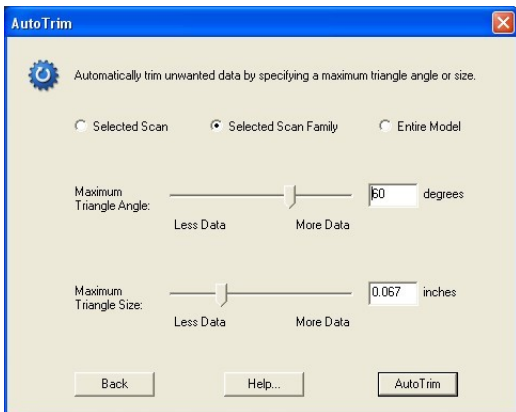 AutoTrim
Automatically trim unwanted data by specifying a maximum triangle angle or size.
Selected Scan Selected Scan Family Entire Model
Maximum
Triangle Angle:
60 degrees
Less Data More Data
Maximum
Triangle Size:
0.067 inches
Less Data More Data
Back Help... AutoTrim